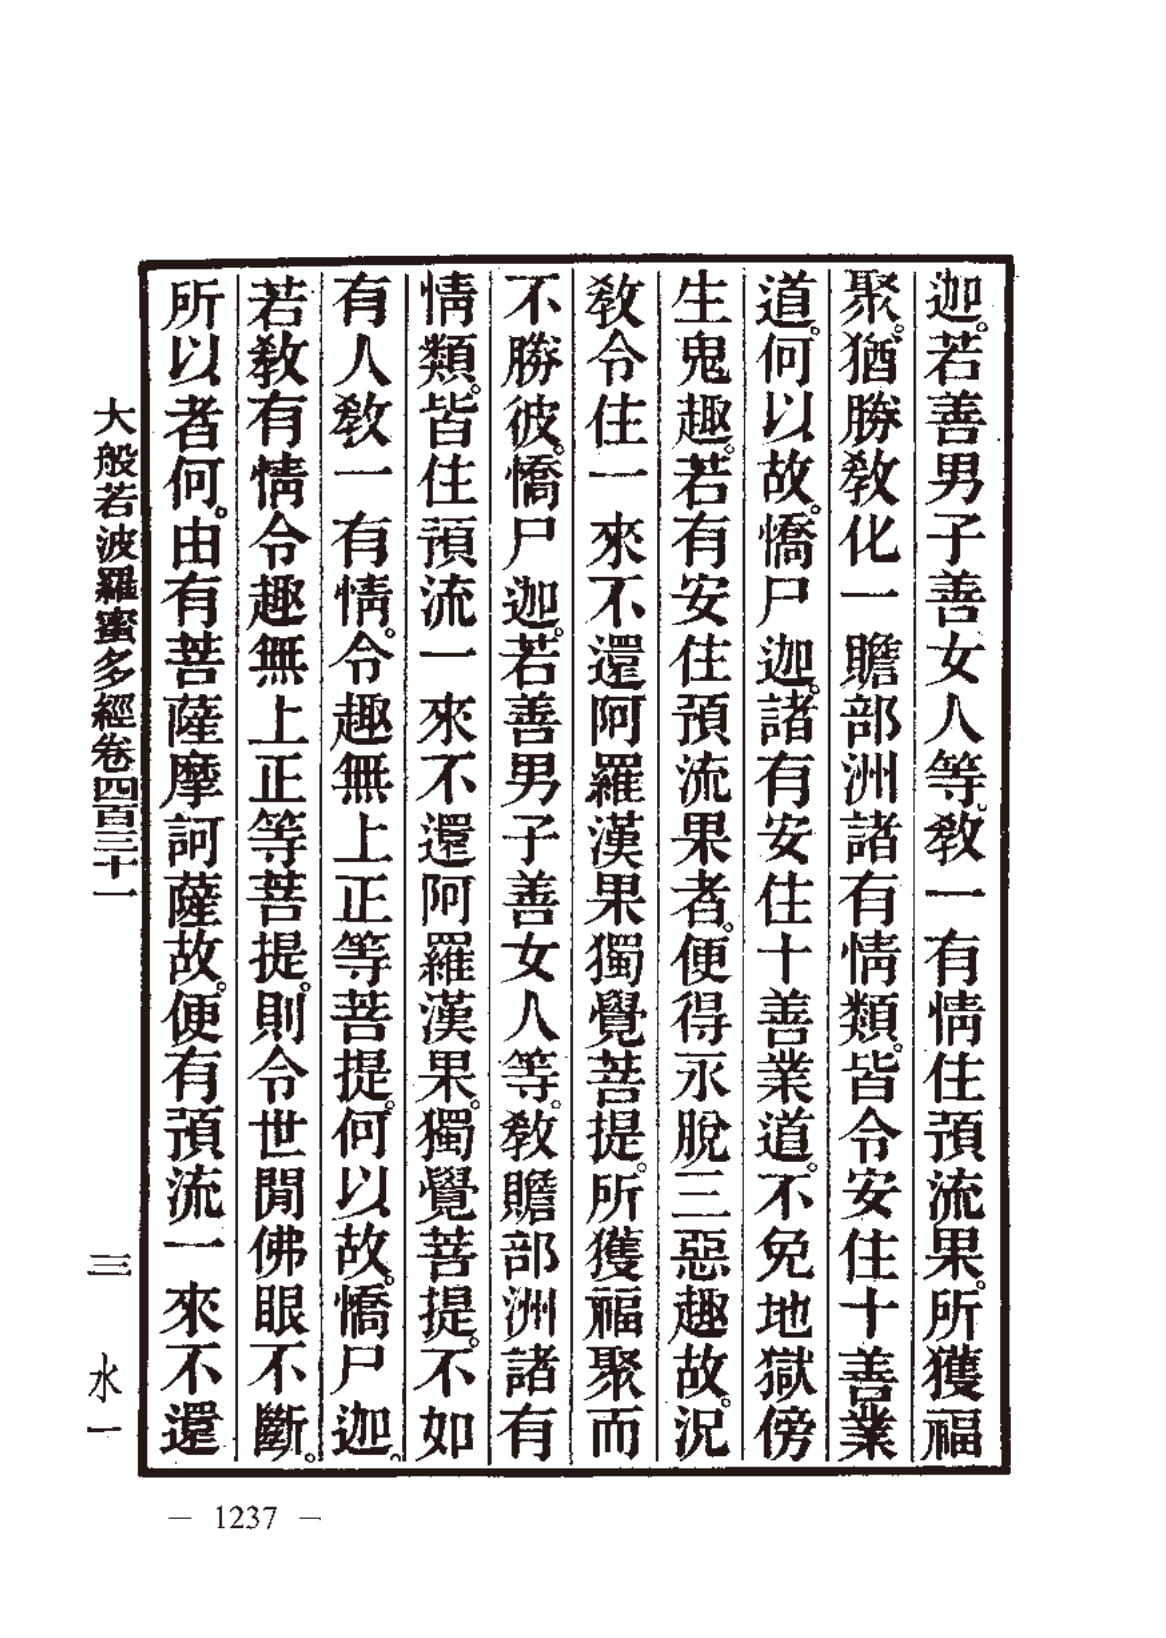 迦。若善男子善女人等。敎一有情住預流果。所獲福
聚。猶勝敎化一贍部洲諸有情類。皆令安住十善業
道。何以故。憍尸迦。諸有安住十善業道。不免地獄傍
生鬼趣。若有安住預流果者。便得永脫三惡趣故。況
敎令住一來不還阿羅漢果獨覺菩提。所獲福聚而
不勝彼。憍尸迦。若善男子善女人等。敎贍部洲諸有
情類。皆住預流一來不還阿羅漢果。獨覺菩提。不如
有人敎一有情。令趣無上正等菩提。何以故。憍尸迦。
若敎有情令趣無上正等菩提。則令世閒佛眼不斷。
所以者何。由有菩薩摩訶薩故。便有預流一來不還
大般若波羅蜜多經卷四百三十一 三 水一
— 1237 —